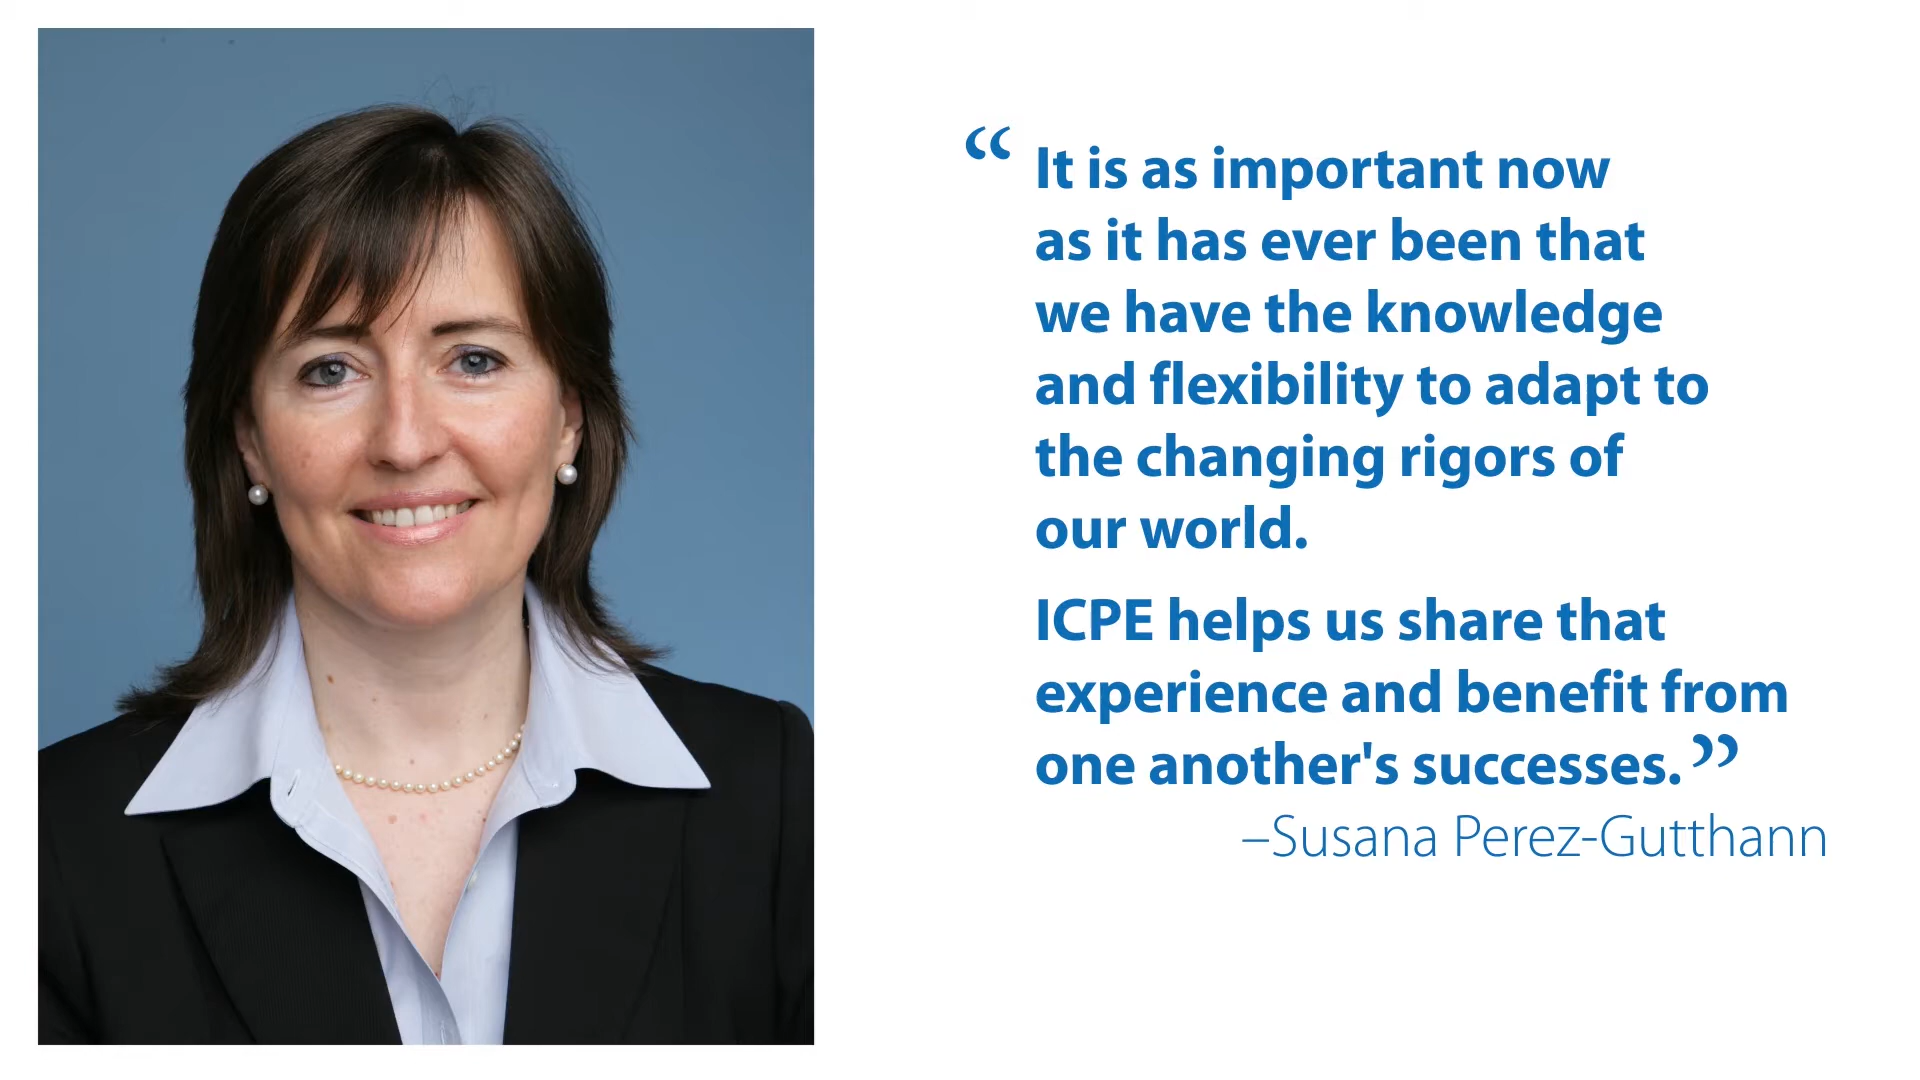 “ It is as important now
as it has ever been that
we have the knowledge
and flexibility to adapt to
the changing rigors of
our world.
ICPE helps us share that
experience and benefit from
one another's successes.”
–Susana Perez-Gutthann